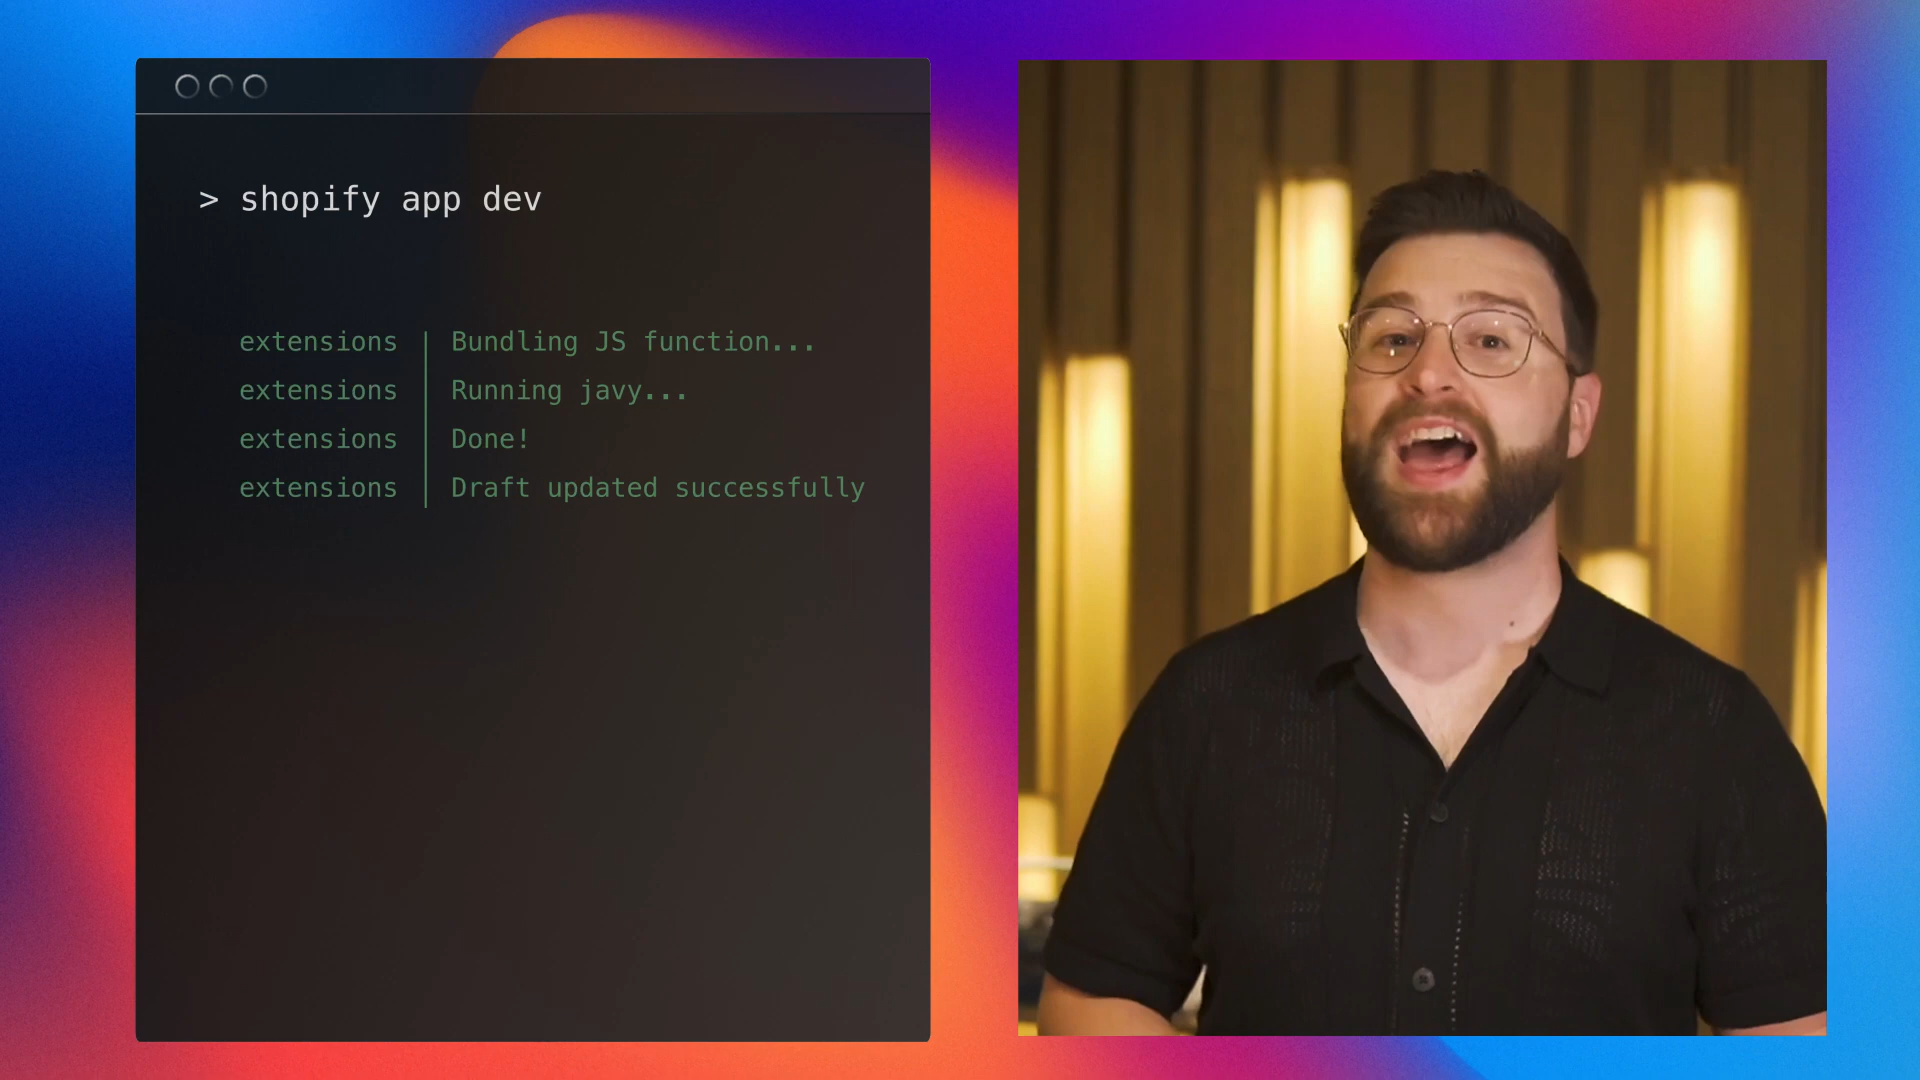 > shopify app dev
extensions | Bundling JS function...
extensions | Running javy...
extensions | Done!
extensions | Draft updated successfully